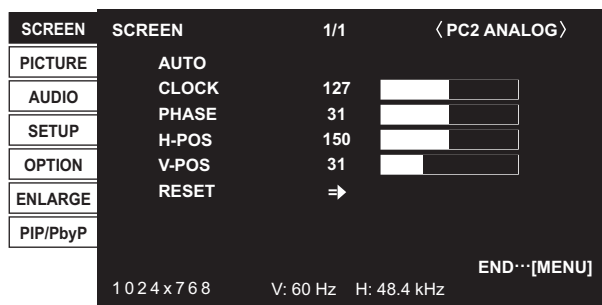 SCREEN
PICTURE
AUDIO
SETUP
OPTION
ENLARGE
PIP/PbyP
SCREEN 1/1 〈PC2 ANALOG〉
AUTO
CLOCK 127
PHASE 31
H-POS 150
V-POS 31
RESET
END···[MENU]
1024x768 V: 60 Hz H: 48.4 kHz